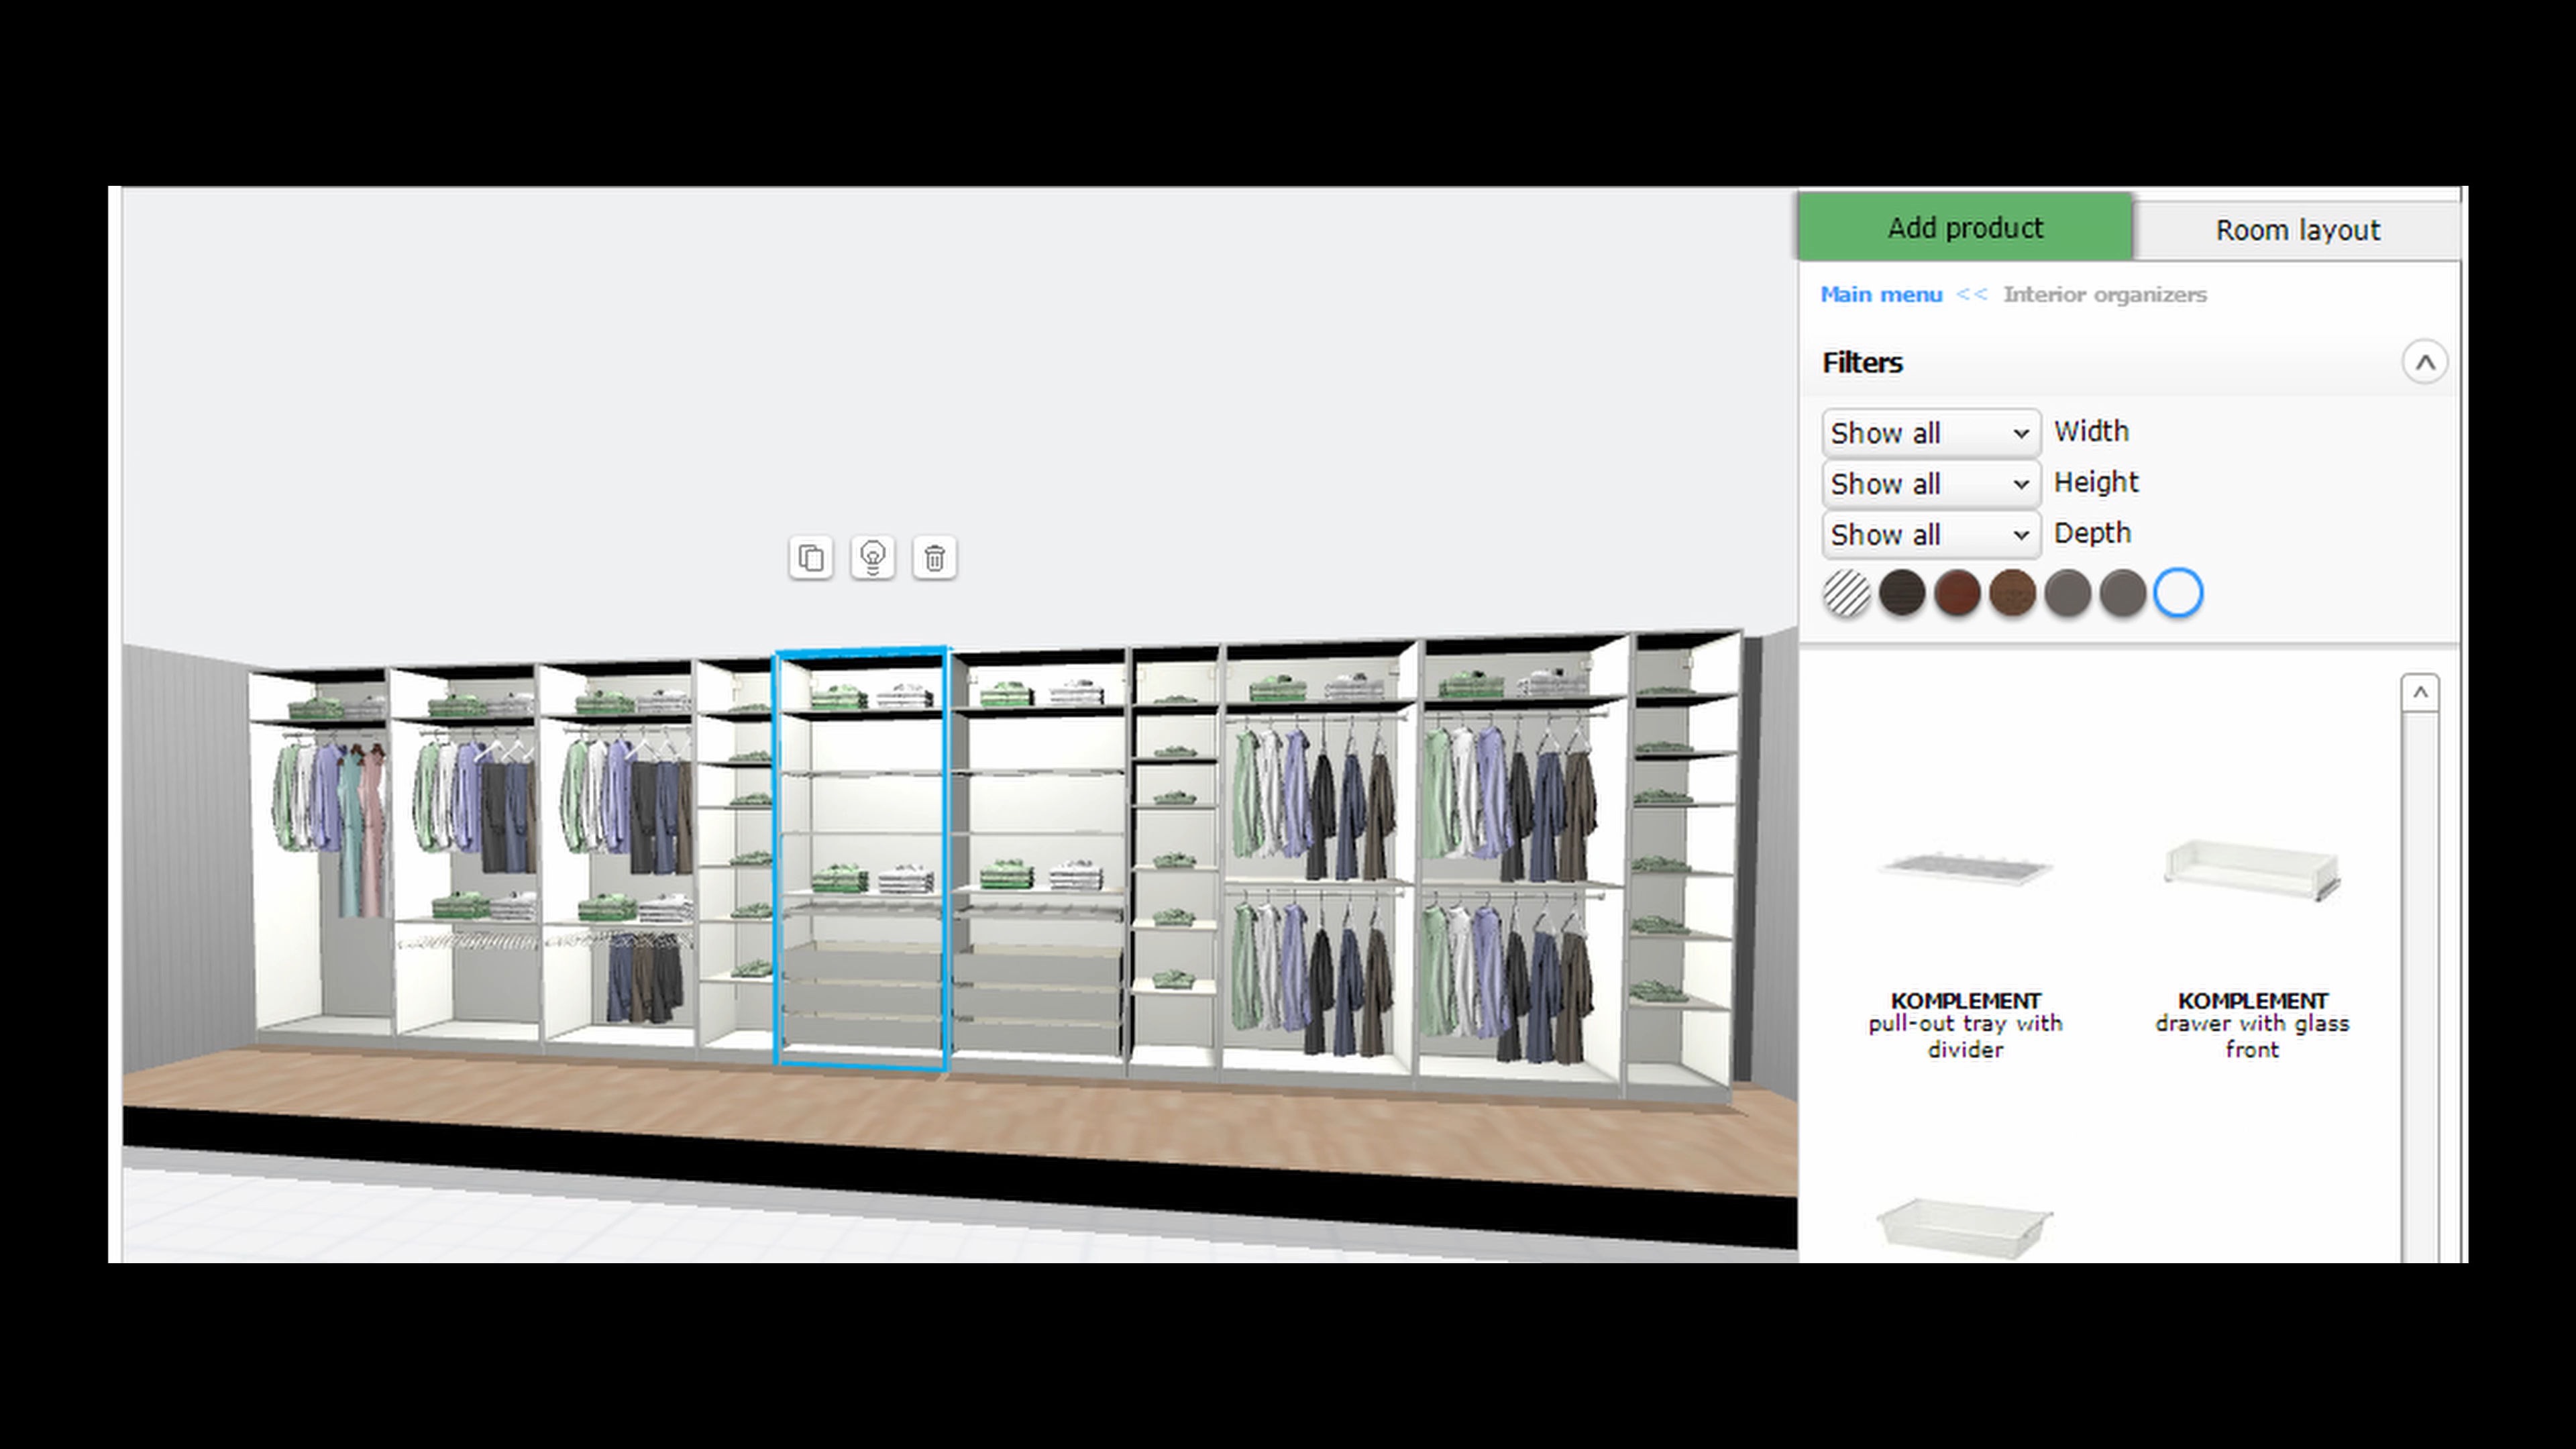 Add product
Room layout
Main menu << Interior organizers
Filters
Show all Width
Show all Height
Show all Depth
KOMPLEMENT
pull-out tray with
divider
KOMPLEMENT
drawer with glass
front